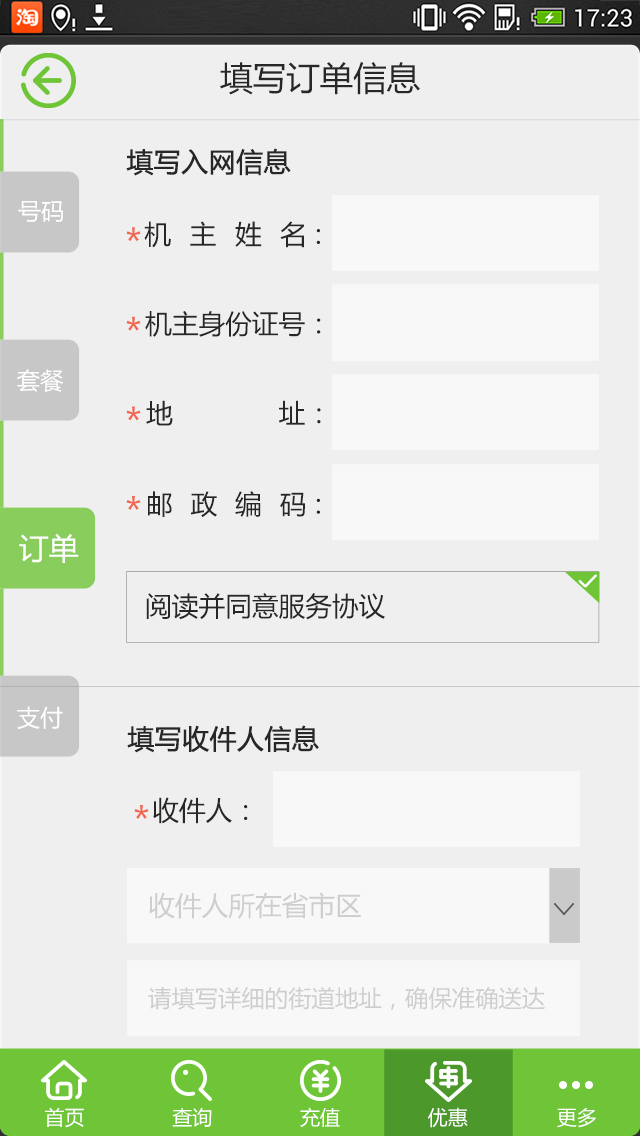 淘 17:23
填写订单信息
填写入网信息
号码
*机主姓名：
*机主身份证号：
套餐
*地址：
*邮政编码：
订单
阅读并同意服务协议
支付
填写收件人信息
*收件人：
收件人所在省市区
请填写详细的街道地址，确保准确送达
首页 查询 充值 优惠 更多